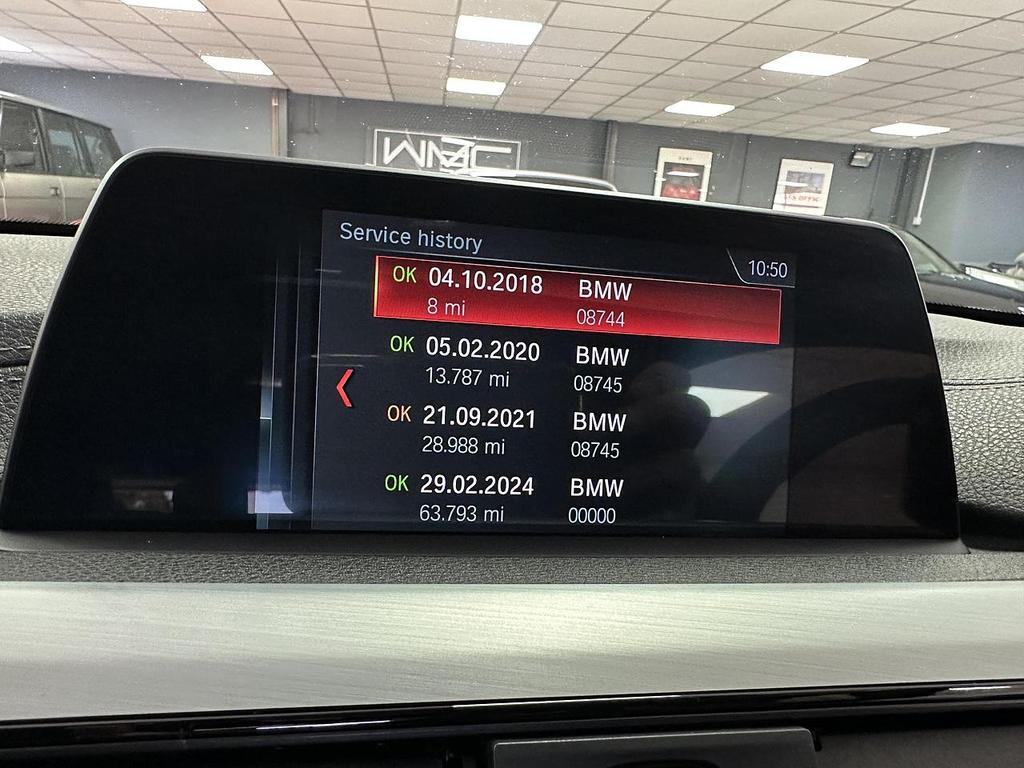 WMC
Service history
10:50
OK 04.10.2018 BMW
8 mi 08744
OK 05.02.2020 BMW
13.787 mi 08745
OK 21.09.2021 BMW
28.988 mi 08745
OK 29.02.2024 BMW
63.793 mi 00000